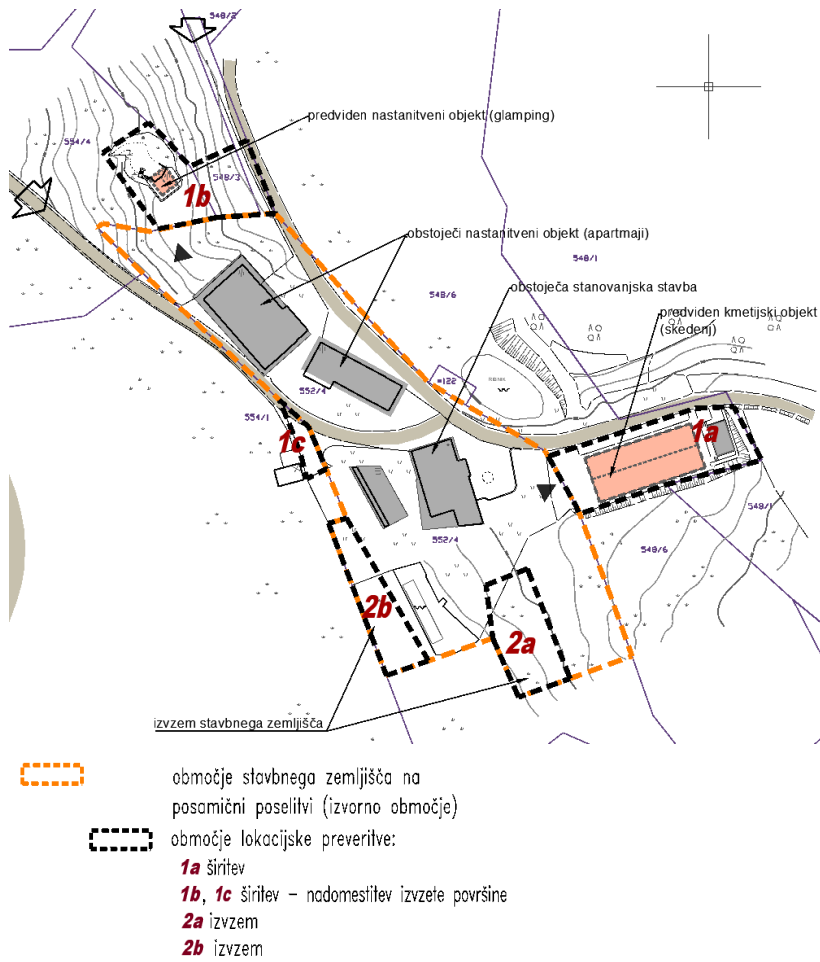 548/2
predviden nastanitveni objekt (glamping)
554/4
548/3
1b
obstoječi nastanitveni objekt (apartmaji)
548/1
obstoječa stanovanjska stavba
548/6
predviden kmetijski objekt
(skedenj)
*122
RIBNIK
552/4
554/1
1c
1a
548/1
552/4
548/6
2b
2a
izvzem stavbnega zemljišča
območje stavbnega zemljišča na
posamični poselitvi (izvorno območje)
območje lokacijske preveritve:
1a širitev
1b, 1c širitev – nadomestitev izvzete površine
2a izvzem
2b izvzem